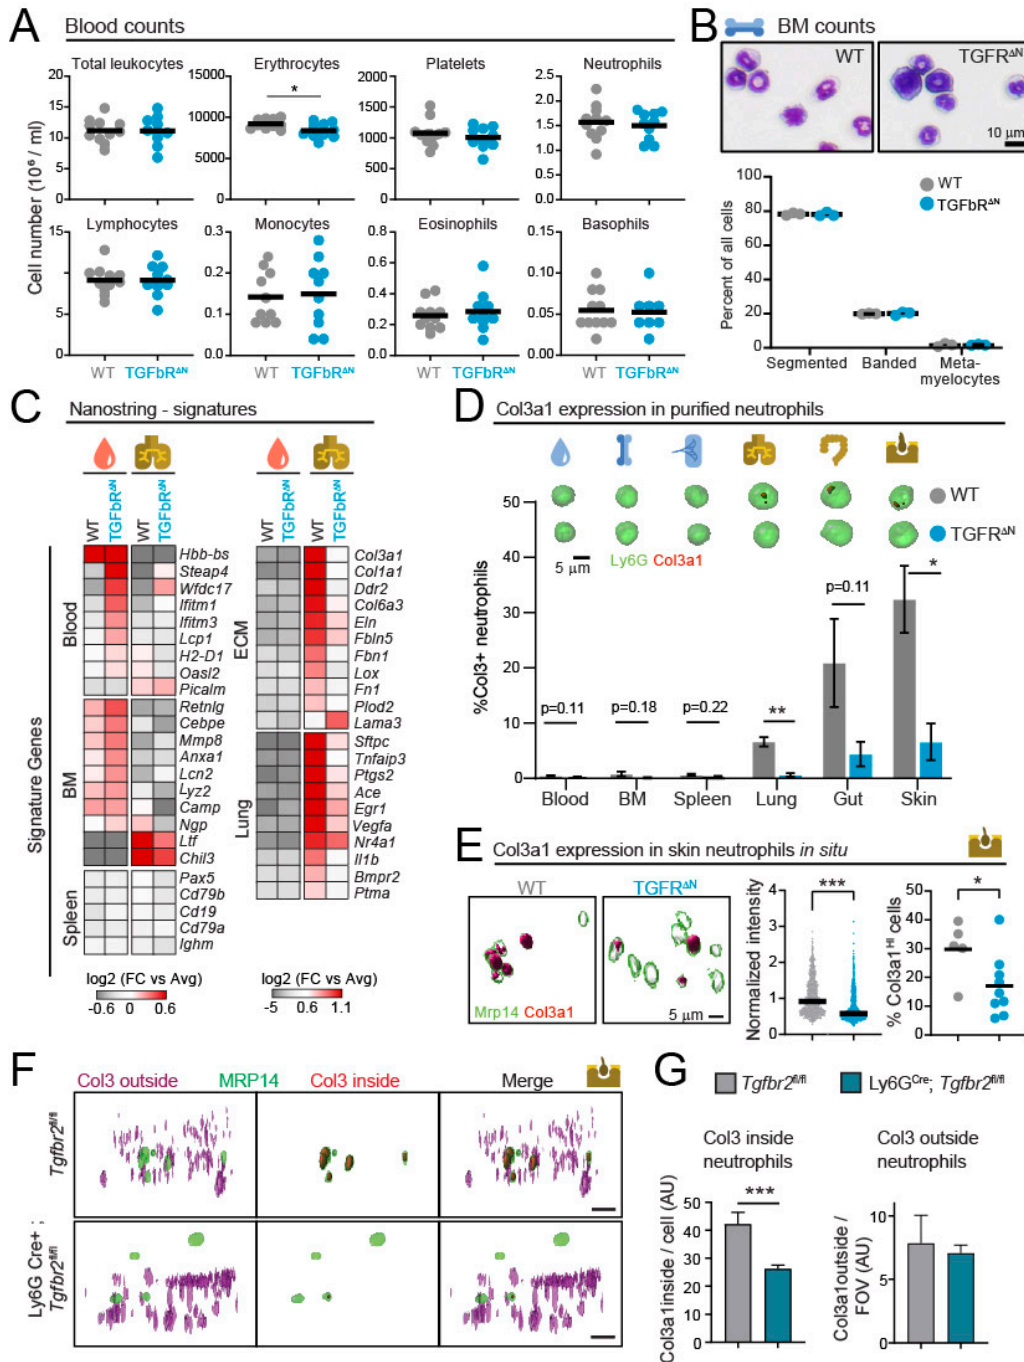 A Blood counts
Total leukocytes Erythrocytes Platelets Neutrophils
Cell number (10⁶ / ml)
20
15
10
5
0
15000
10000
5000
0
*
2000
1500
1000
500
0
2.5
2.0
1.5
1.0
0.5
0.0
Lymphocytes Monocytes Eosinophils Basophils
15
10
5
0
0.3
0.2
0.1
0.0
0.8
0.6
0.4
0.2
0.0
0.15
0.10
0.05
0.00
WT TGFbRΔN WT TGFbRΔN WT TGFbRΔN WT TGFbRΔN
B BM counts
WT TGFRΔN
10 μm
WT
TGFbRΔN
Percent of all cells
100
80
60
40
20
0
Segmented Banded Meta-
myelocytes
C Nanostring - signatures
WT TGFbRΔN WT TGFbRΔN
Signature Genes
Blood
Hbb-bs
Steap4
Wfdc17
Ifitm1
Ifitm3
Lcp1
H2-D1
Oasl2
Picalm
BM
Retnlg
Cebpe
Mmp8
Anxa1
Lcn2
Lyz2
Camp
Ngp
Ltf
Chil3
Spleen
Pax5
Cd79b
Cd19
Cd79a
Ighm
log2 (FC vs Avg)
-0.6 0 0.6
WT TGFbRΔN WT TGFbRΔN
ECM
Col3a1
Col1a1
Ddr2
Col6a3
Eln
Fbln5
Fbn1
Lox
Fn1
Plod2
Lama3
Lung
Sftpc
Tnfaip3
Ptgs2
Ace
Egr1
Vegfa
Nr4a1
Il1b
Bmpr2
Ptma
log2 (FC vs Avg)
-5 0.6 1.1
D Col3a1 expression in purified neutrophils
WT
TGFRΔN
5 μm
Ly6G Col3a1
%Col3+ neutrophils
50
40
30
20
10
0
p=0.11 p=0.18 p=0.22 ** p=0.11 *
Blood BM Spleen Lung Gut Skin
E Col3a1 expression in skin neutrophils in situ
WT TGFRΔN
Mrp14 Col3a1
5 μm
Normalized intensity
4
3
2
1
0
***
% Col3a1HI cells
50
40
30
20
10
0
*
F
Col3 outside MRP14 Col3 inside Merge
Tgfbr2fl/fl
Ly6G Cre+ ;
Tgfbr2fl/fl
G
Tgfbr2fl/fl Ly6GCre; Tgfbr2fl/fl
Col3 inside
neutrophils
Col3a1inside / cell (AU)
50
40
30
20
10
0
***
Col3 outside
neutrophils
Col3a1outside /
FOV (AU)
10
5
0